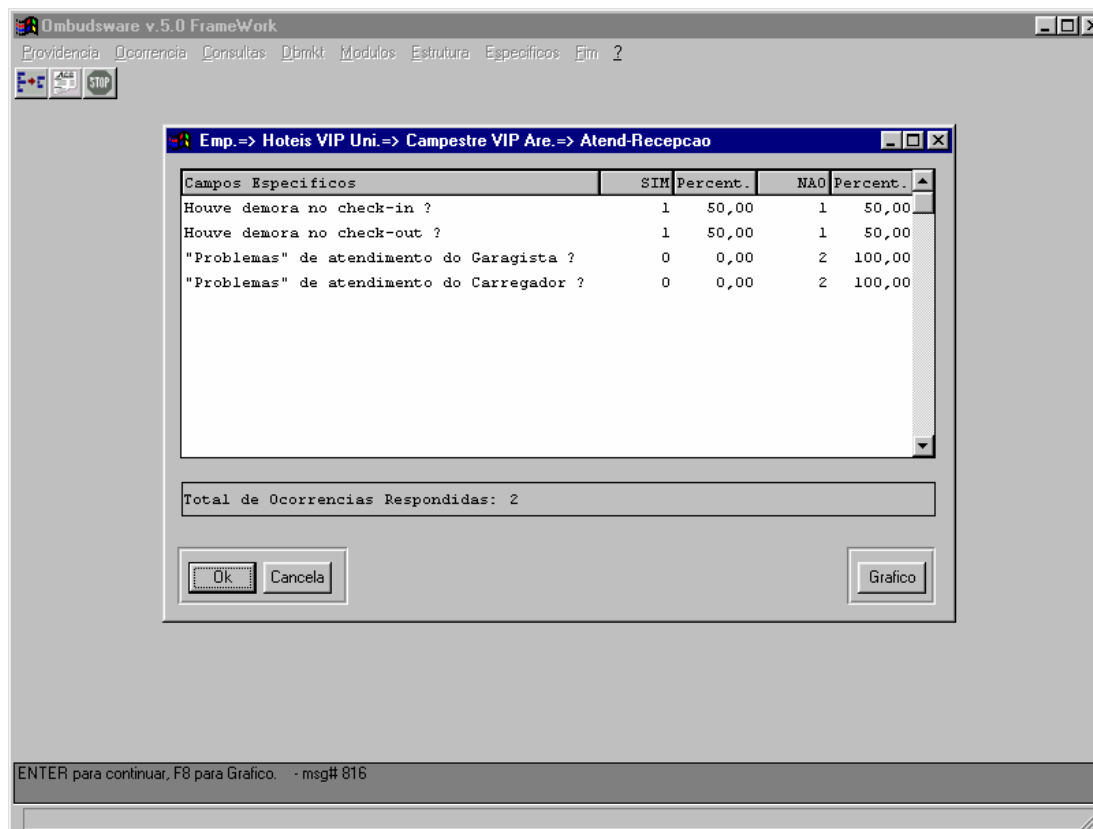 Ombudsware v.5.0 FrameWork
Providencia Ocorrencia Consultas Dbmkt Modulos Estrutura Especificos Fim ?
STOP
Emp.=> Hoteis VIP Uni.=> Campestre VIP Are.=> Atend-Recepcao
Campos Especificos SIM Percent. NAO Percent.
Houve demora no check-in ? 1 50,00 1 50,00
Houve demora no check-out ? 1 50,00 1 50,00
"Problemas" de atendimento do Garagista ? 0 0,00 2 100,00
"Problemas" de atendimento do Carregador ? 0 0,00 2 100,00
Total de Ocorrencias Respondidas: 2
Ok Cancela Grafico
ENTER para continuar, F8 para Grafico. - msg# 816